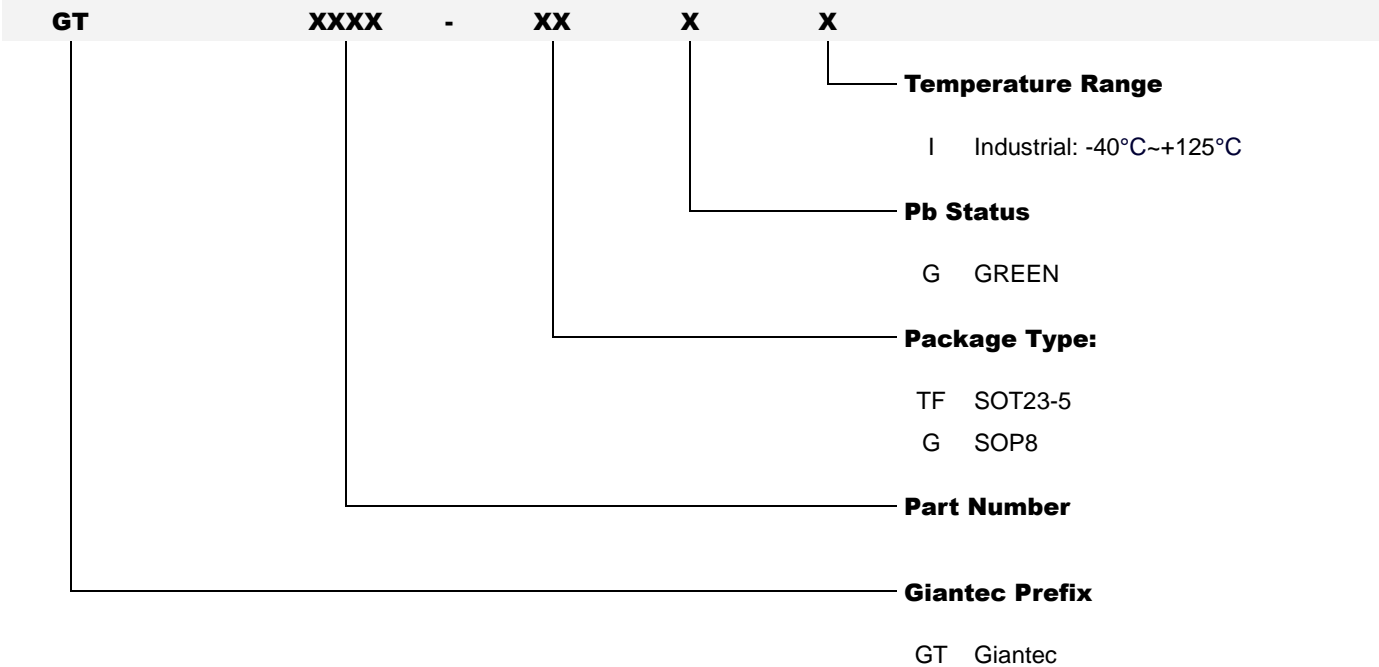 GT XXXX - XX X X
Temperature Range
I Industrial: -40°C~+125°C
Pb Status
G GREEN
Package Type:
TF SOT23-5
G SOP8
Part Number
Giantec Prefix
GT Giantec